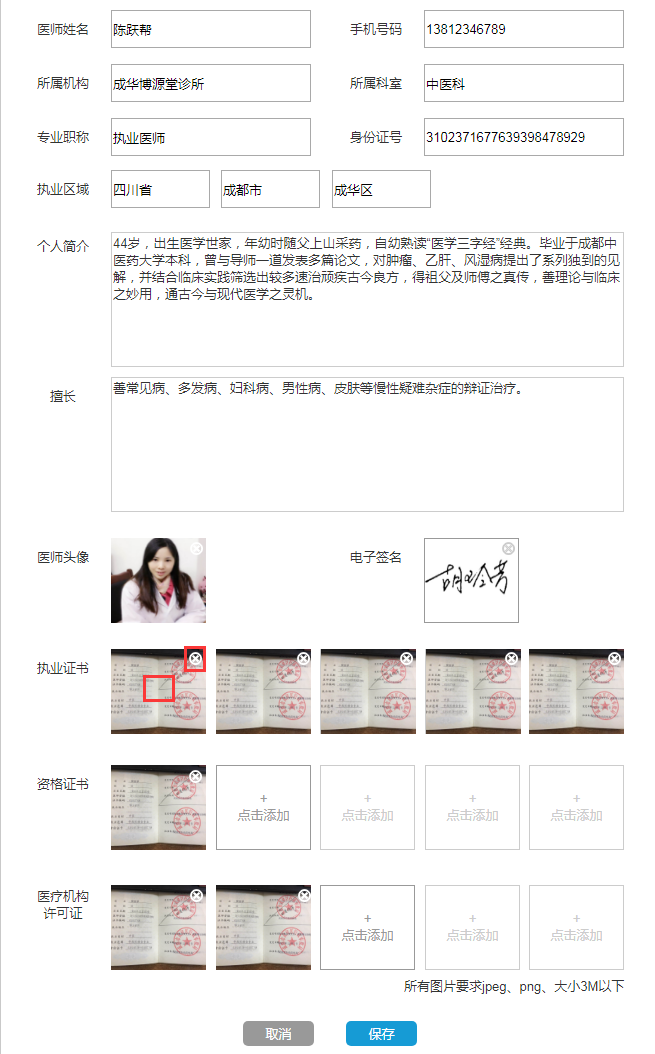 医师姓名 陈跃帮 手机号码 13812346789
所属机构 成华博源堂诊所 所属科室 中医科
专业职称 执业医师 身份证号 3102371677639398478929
执业区域 四川省 成都市 成华区
个人简介 44岁，出生医学世家，年幼时随父上山采药，自幼熟读“医学三字经”经典。毕业于成都中
医药大学本科，曾与导师一道发表多篇论文，对肿瘤、乙肝、风湿病提出了系列独到的见
解，并结合临床实践筛选出较多速治顽疾古今良方，得祖父及师傅之真传，善理论与临床
之妙用，通古今与现代医学之灵机。
擅长 善常见病、多发病、妇科病、男性病、皮肤等慢性疑难杂症的辩证治疗。
医师头像 电子签名
执业证书
资格证书
+ + + +
点击添加 点击添加 点击添加 点击添加
医疗机构
许可证
+ + +
点击添加 点击添加 点击添加
所有图片要求jpeg、png、大小3M以下
取消 保存